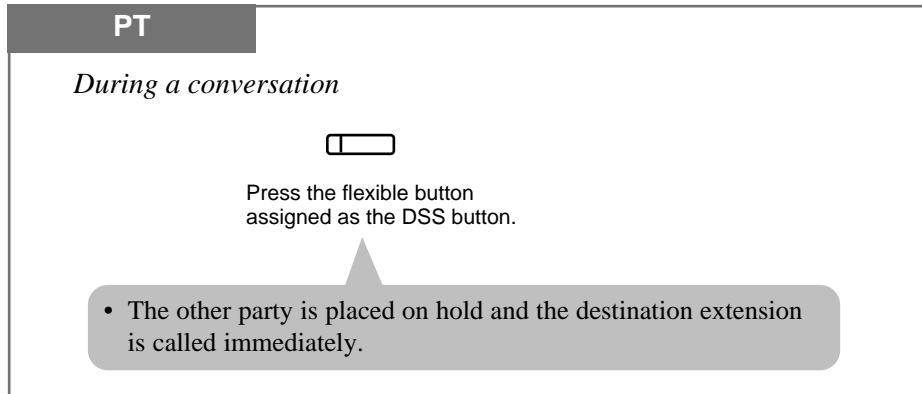 PT
During a conversation
Press the flexible button
assigned as the DSS button.
• The other party is placed on hold and the destination extension
is called immediately.